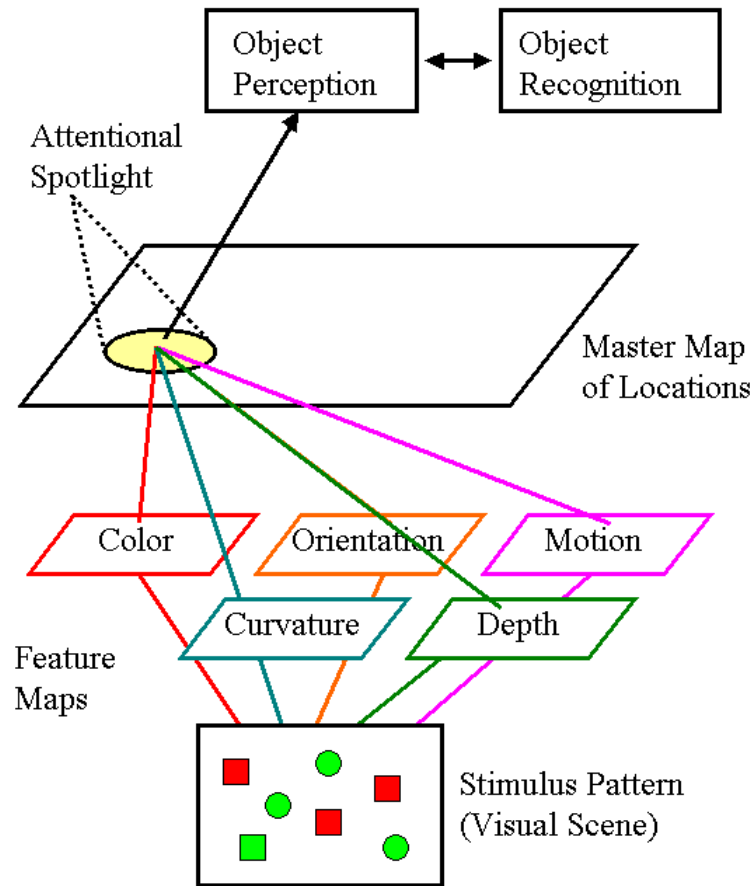 Object
Perception
Object
Recognition
Attentional
Spotlight
Master Map
of Locations
Color
Orientation
Motion
Curvature
Depth
Feature
Maps
Stimulus Pattern
(Visual Scene)